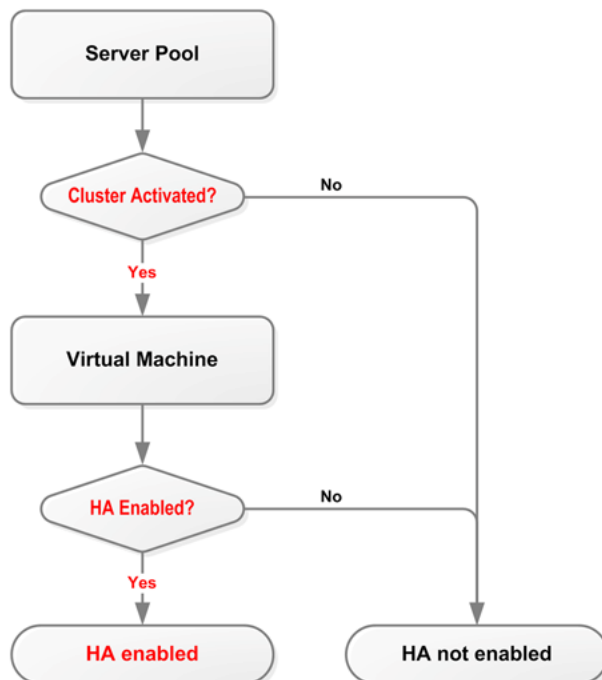 Server Pool
Cluster Activated?
No
Yes
Virtual Machine
HA Enabled?
No
Yes
HA enabled
HA not enabled